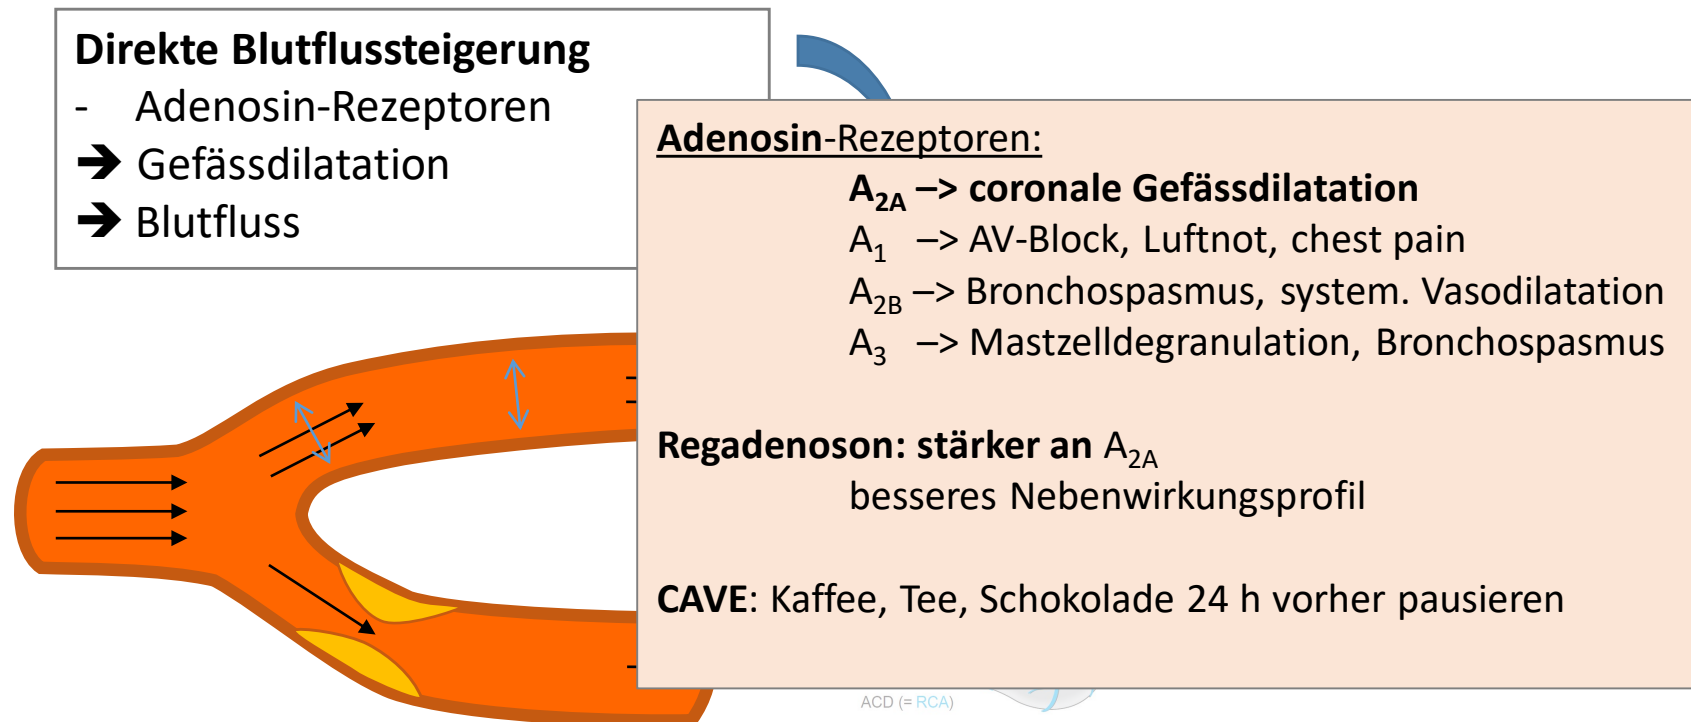 Direkte Blutflussteigerung
- Adenosin-Rezeptoren
➔ Gefässdilatation
➔ Blutfluss
Adenosin-Rezeptoren:
A2A –> coronale Gefässdilatation
A1 –> AV-Block, Luftnot, chest pain
A2B –> Bronchospasmus, system. Vasodilatation
A3 –> Mastzelldegranulation, Bronchospasmus
Regadenoson: stärker an A2A
besseres Nebenwirkungsprofil
CAVE: Kaffee, Tee, Schokolade 24 h vorher pausieren
ACD (= RCA)